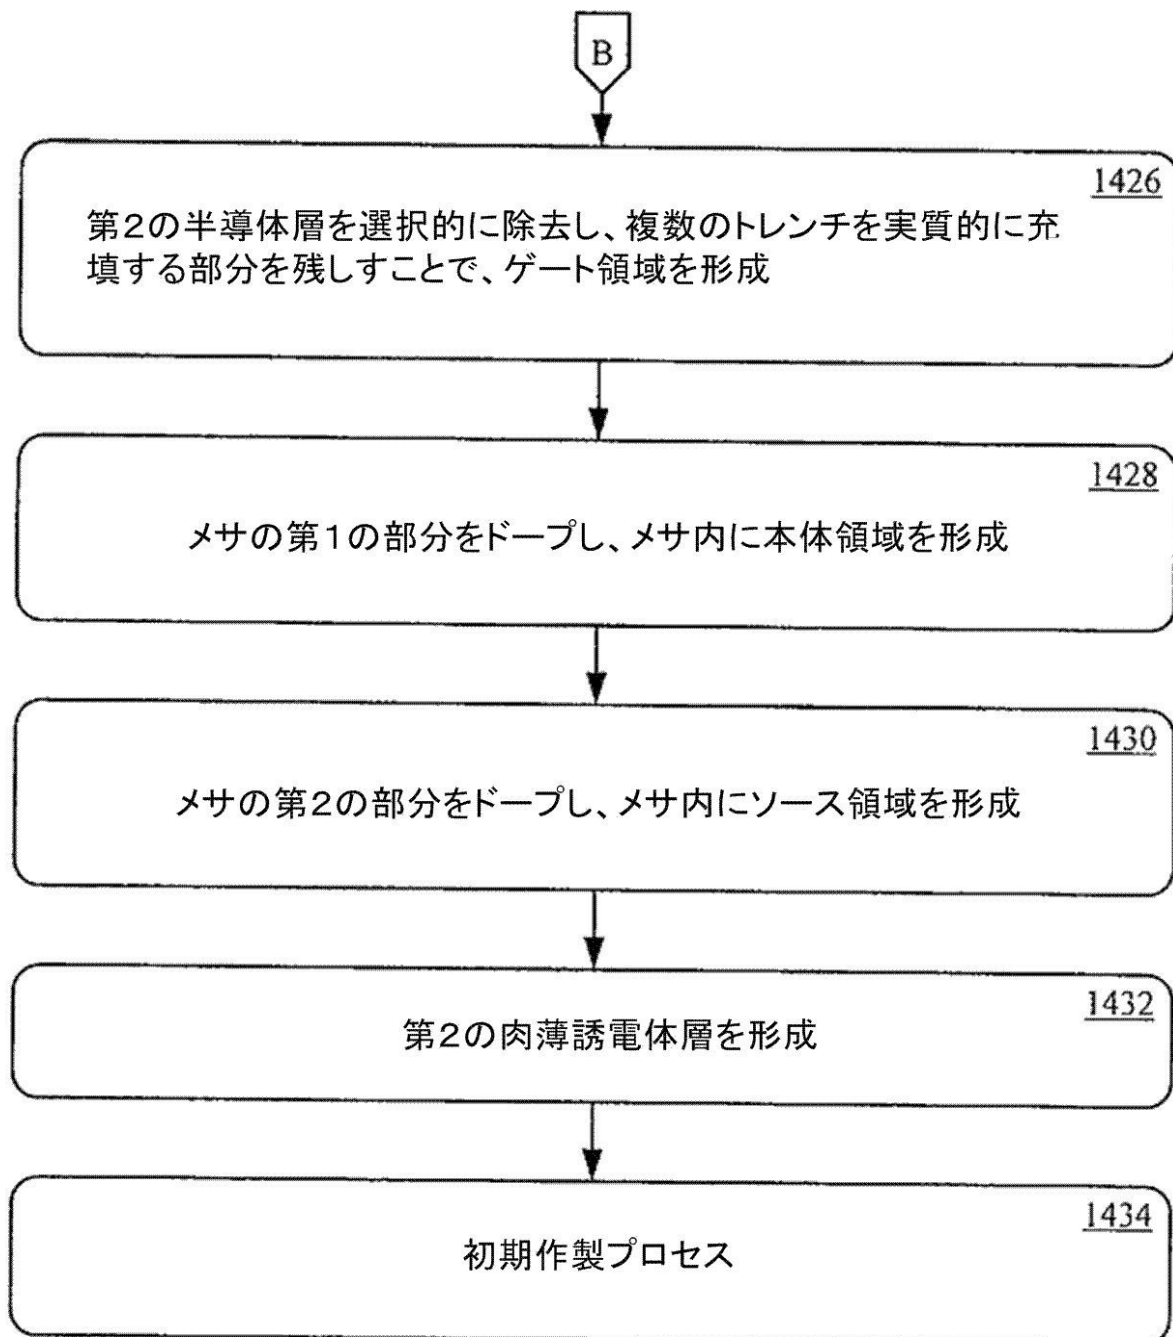 B
1426
第2の半導体層を選択的に除去し、複数のトレンチを実質的に充
填する部分を残しすことで、ゲート領域を形成
1428
メサの第1の部分をドープし、メサ内に本体領域を形成
1430
メサの第2の部分をドープし、メサ内にソース領域を形成
1432
第2の肉薄誘電体層を形成
1434
初期作製プロセス